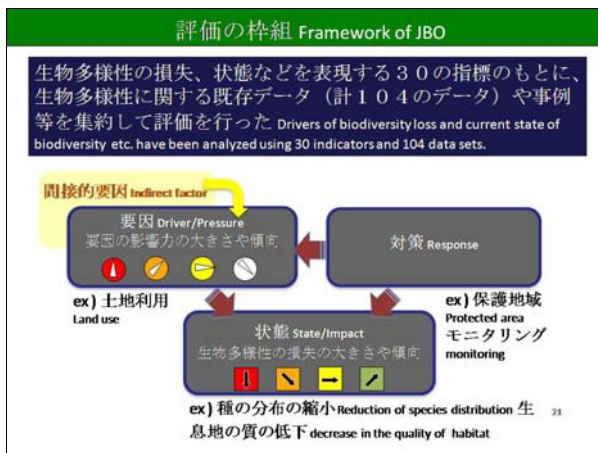 評価の枠組 Framework of JBO
生物多様性の損失、状態などを表現する３０の指標のもとに、
生物多様性に関する既存データ（計１０４のデータ）や事例
等を集約して評価を行った Drivers of biodiversity loss and current state of
biodiversity etc. have been analyzed using 30 indicators and 104 data sets.
間接的要因 Indirect factor
要因 Driver/Pressure
要因の影響力の大きさや傾向
対策 Response
ex ) 土地利用
Land use
ex ) 保護地域
Protected area
モニタリング
monitoring
状態 State/Impact
生物多様性の損失の大きさや傾向
ex ) 種の分布の縮小 Reduction of species distribution 生
息地の質の低下 decrease in the quality of habitat
21